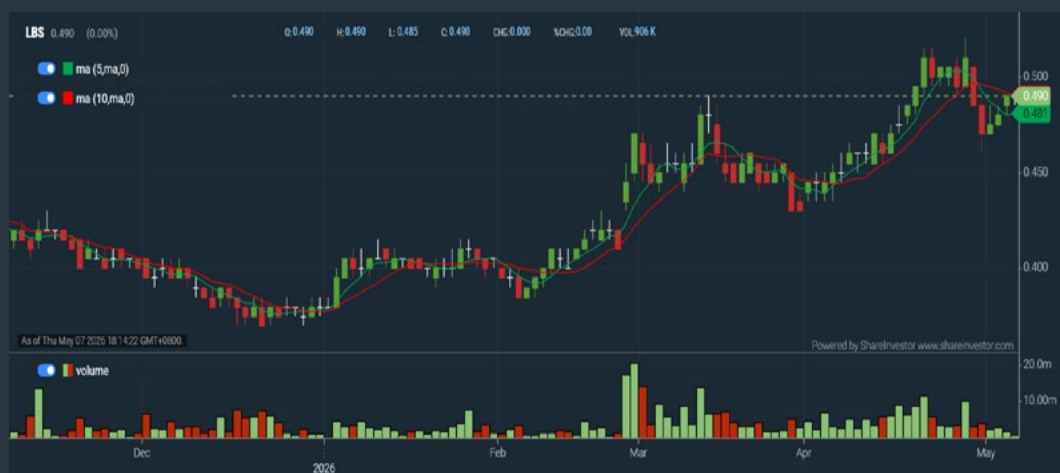 LBS 0.490 (0.00%) O:0.490 H:0.490 L:0.485 C:0.490 CHG:0.000 %CHG:0.00 VOL:906 K
ma (5,ma,0)
ma (10,ma,0)
0.500
0.490
0.481
0.450
0.400
As of Thu May 07 2026 18:14:22 GMT+0800.
Powered by ShareInvestor www.shareinvestor.com
volume
20.0m
10.00m
Dec Feb Mar Apr May
2026